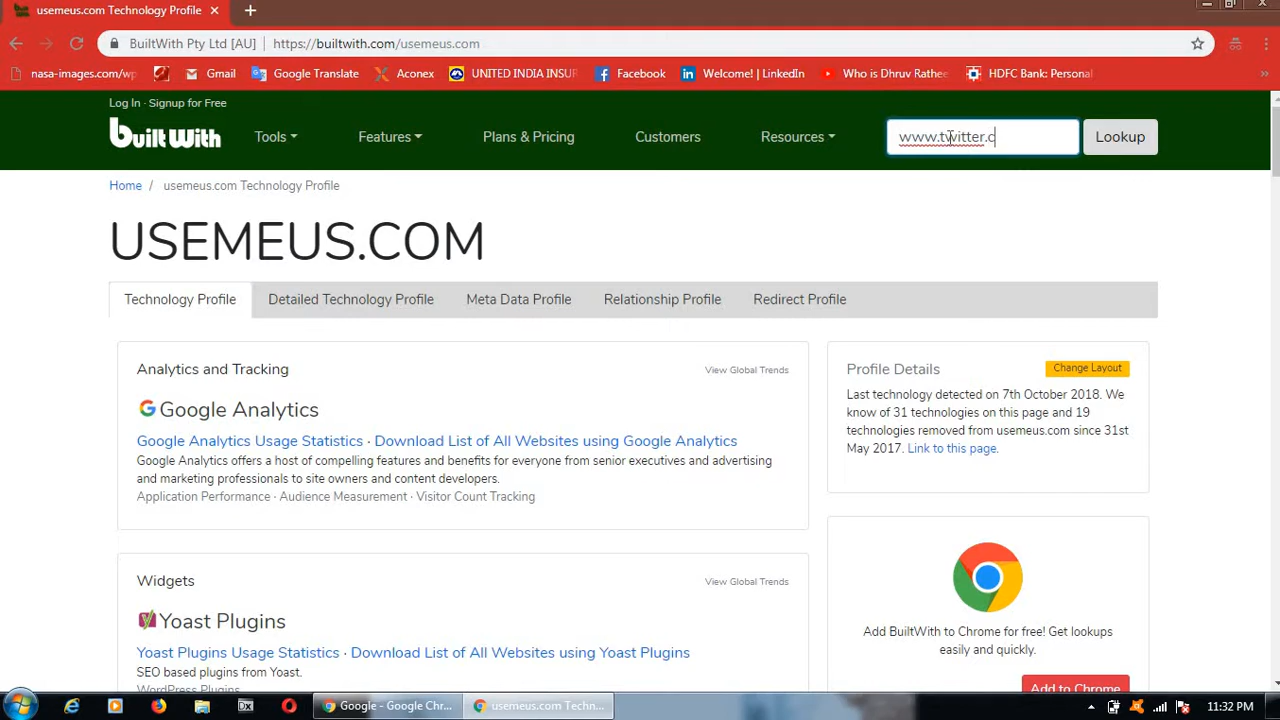 usemeus.com Technology Profile
BuiltWith Pty Ltd [AU] | https://builtwith.com/usemeus.com
nasa-images.com/wp
Gmail
Google Translate
Aconex
UNITED INDIA INSUR
Facebook
Welcome! | LinkedIn
Who is Dhruv Rathee
HDFC Bank: Personal
Log In · Signup for Free
builtwith
Tools
Features
Plans & Pricing
Customers
Resources
www.twitter.c
Lookup
Home / usemeus.com Technology Profile
USEMEUS.COM
Technology Profile
Detailed Technology Profile
Meta Data Profile
Relationship Profile
Redirect Profile
Analytics and Tracking
View Global Trends
Google Analytics
Google Analytics Usage Statistics · Download List of All Websites using Google Analytics
Google Analytics offers a host of compelling features and benefits for everyone from senior executives and advertising
and marketing professionals to site owners and content developers.
Application Performance · Audience Measurement · Visitor Count Tracking
Profile Details
Change Layout
Last technology detected on 7th October 2018. We
know of 31 technologies on this page and 19
technologies removed from usemeus.com since 31st
May 2017. Link to this page.
Widgets
View Global Trends
Yoast Plugins
Yoast Plugins Usage Statistics · Download List of All Websites using Yoast Plugins
SEO based plugins from Yoast.
WordPress Plugins
Add BuiltWith to Chrome for free! Get lookups
easily and quickly.
Add to Chrome
Google - Google Chr...
usemeus.com Techn...
11:32 PM